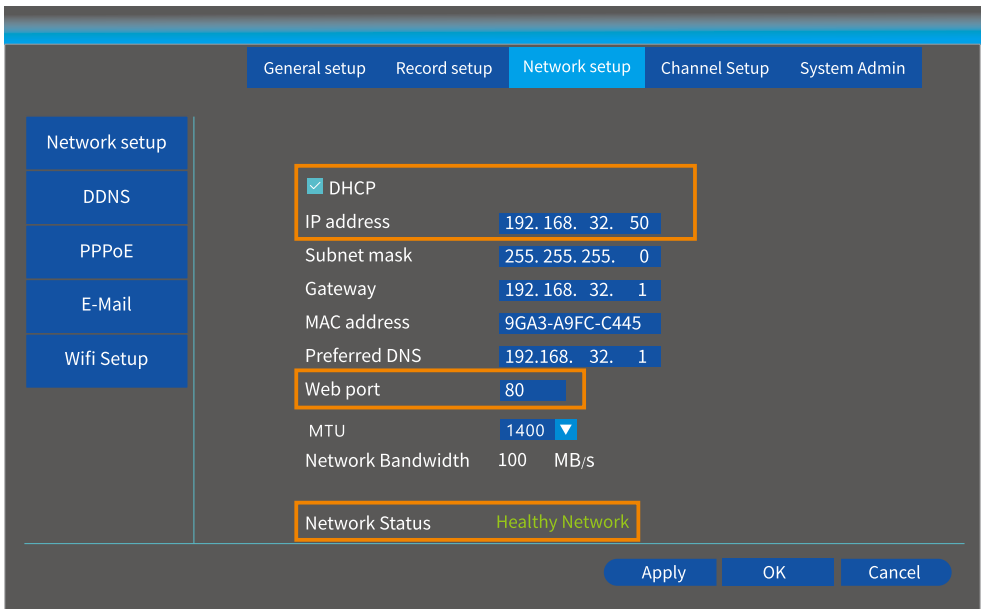 General setup Record setup Network setup Channel Setup System Admin
Network setup
DDNS
PPPoE
E-Mail
Wifi Setup
DHCP
IP address 192. 168. 32. 50
Subnet mask 255. 255. 255. 0
Gateway 192. 168. 32. 1
MAC address 9GA3-A9FC-C445
Preferred DNS 192.168. 32. 1
Web port 80
MTU 1400
Network Bandwidth 100 MB/s
Network Status Healthy Network
Apply OK Cancel